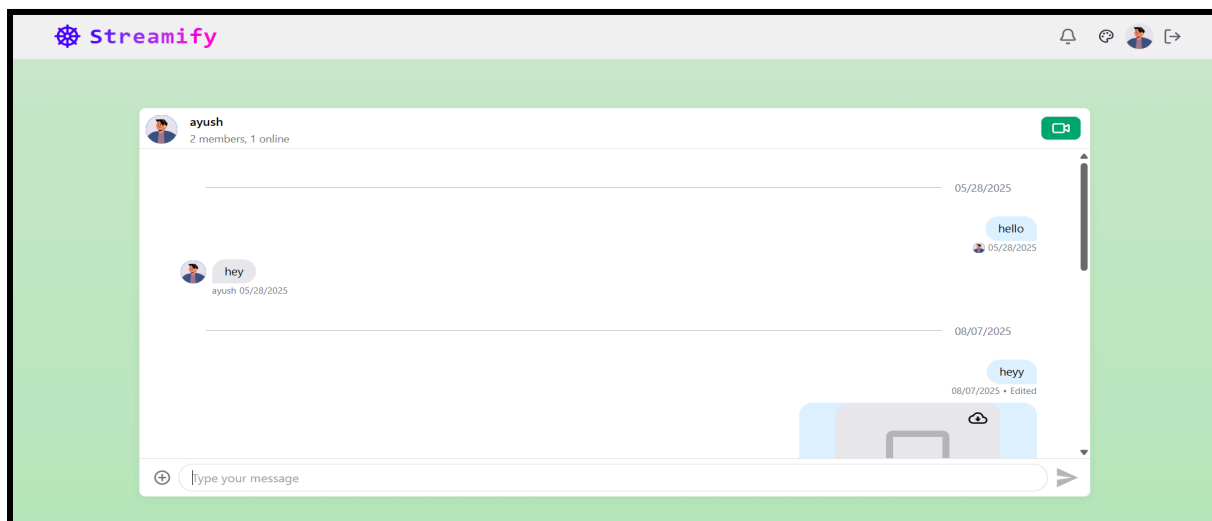 Streamify
ayush
2 members, 1 online
05/28/2025
hello
05/28/2025
hey
ayush 05/28/2025
08/07/2025
heyy
08/07/2025 • Edited
Type your message